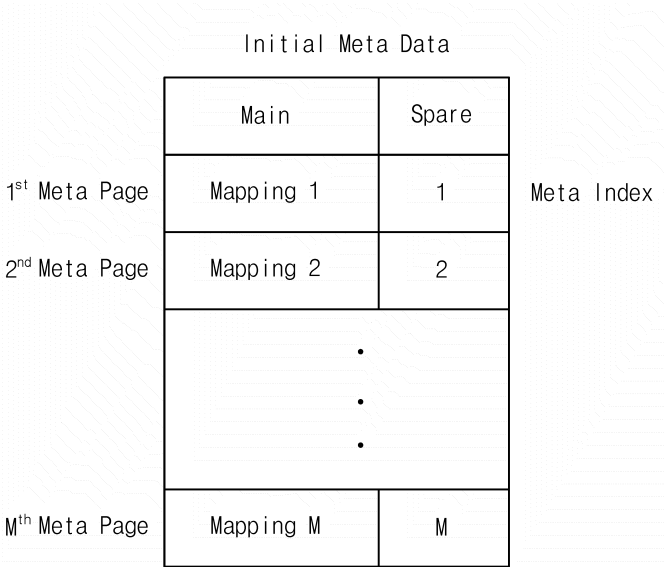 Initial Meta Data
Main Spare
1st Meta Page Mapping 1 1 Meta Index
2nd Meta Page Mapping 2 2
Mth Meta Page Mapping M M